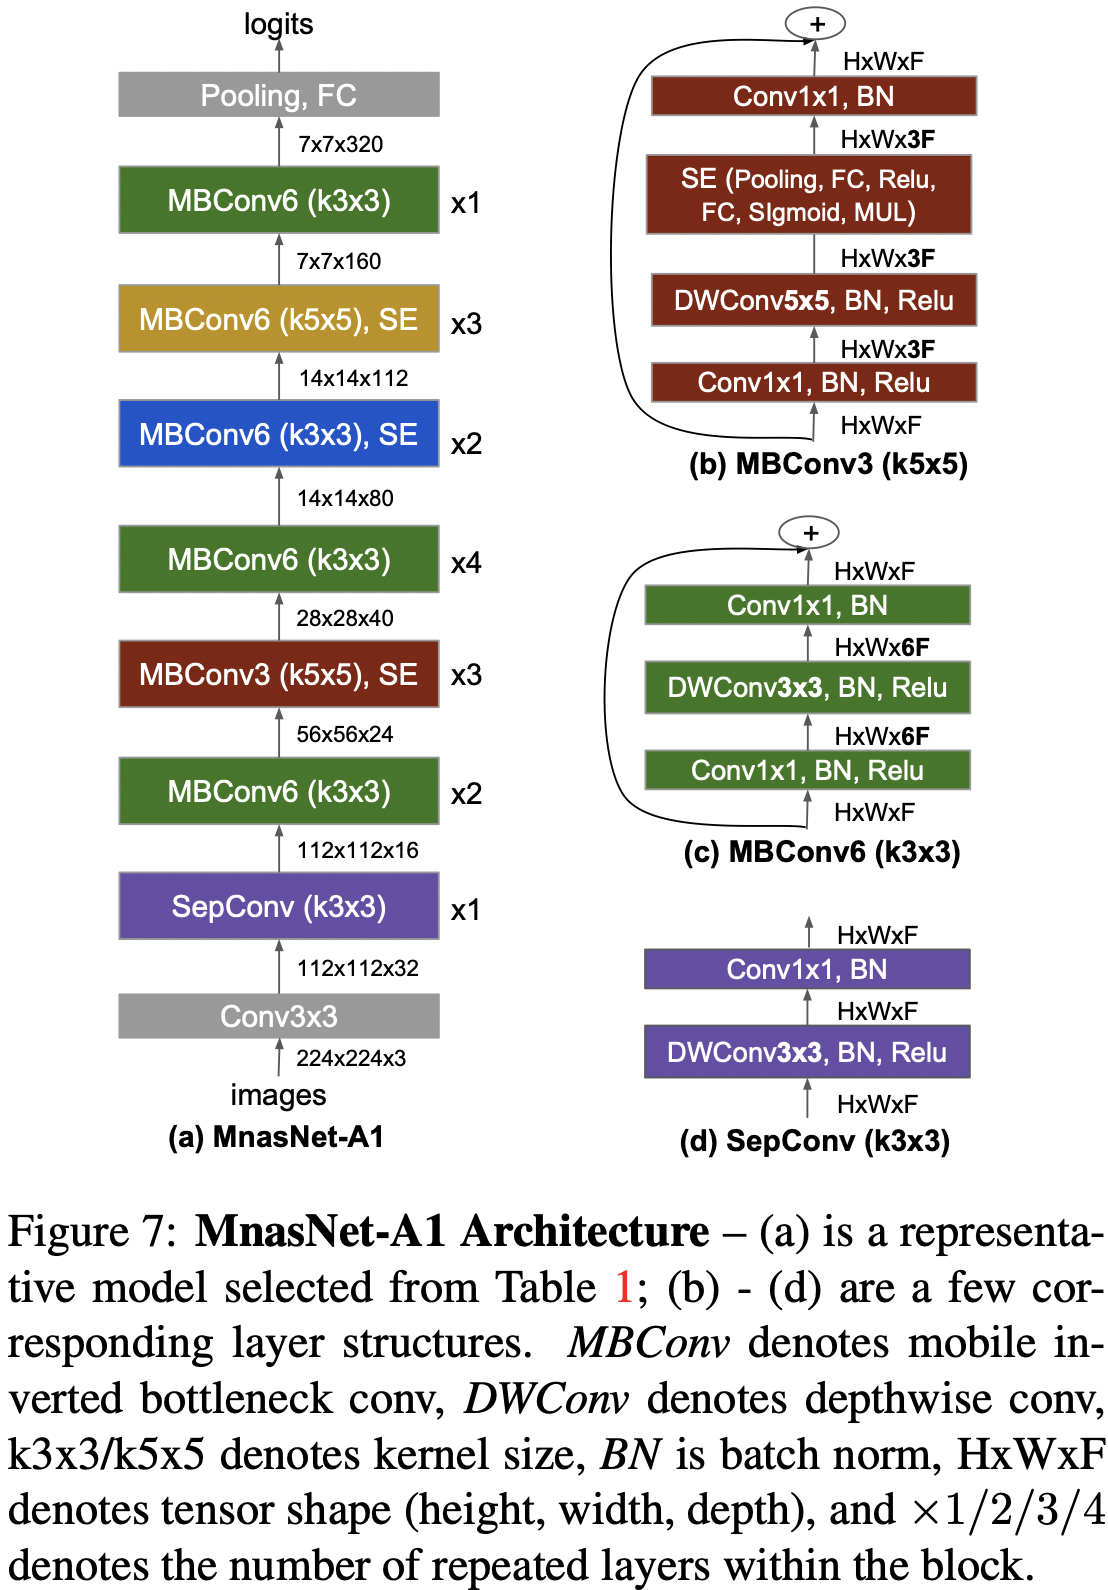 logits
Pooling, FC
7x7x320
MBConv6 (k3x3)
x1
7x7x160
MBConv6 (k5x5), SE
x3
14x14x112
MBConv6 (k3x3), SE
x2
14x14x80
MBConv6 (k3x3)
x4
28x28x40
MBConv3 (k5x5), SE
x3
56x56x24
MBConv6 (k3x3)
x2
112x112x16
SepConv (k3x3)
x1
112x112x32
Conv3x3
224x224x3
images
(a) MnasNet-A1
+
HxWxF
Conv1x1, BN
HxWx3F
SE (Pooling, FC, Relu,
FC, SIgmoid, MUL)
HxWx3F
DWConv5x5, BN, Relu
HxWx3F
Conv1x1, BN, Relu
HxWxF
(b) MBConv3 (k5x5)
+
HxWxF
Conv1x1, BN
HxWx6F
DWConv3x3, BN, Relu
HxWx6F
Conv1x1, BN, Relu
HxWxF
(c) MBConv6 (k3x3)
HxWxF
Conv1x1, BN
HxWxF
DWConv3x3, BN, Relu
HxWxF
(d) SepConv (k3x3)
Figure 7: MnasNet-A1 Architecture – (a) is a representa-
tive model selected from Table 1; (b) - (d) are a few cor-
responding layer structures. MBConv denotes mobile in-
verted bottleneck conv, DWConv denotes depthwise conv,
k3x3/k5x5 denotes kernel size, BN is batch norm, HxWxF
denotes tensor shape (height, width, depth), and ×1/2/3/4
denotes the number of repeated layers within the block.